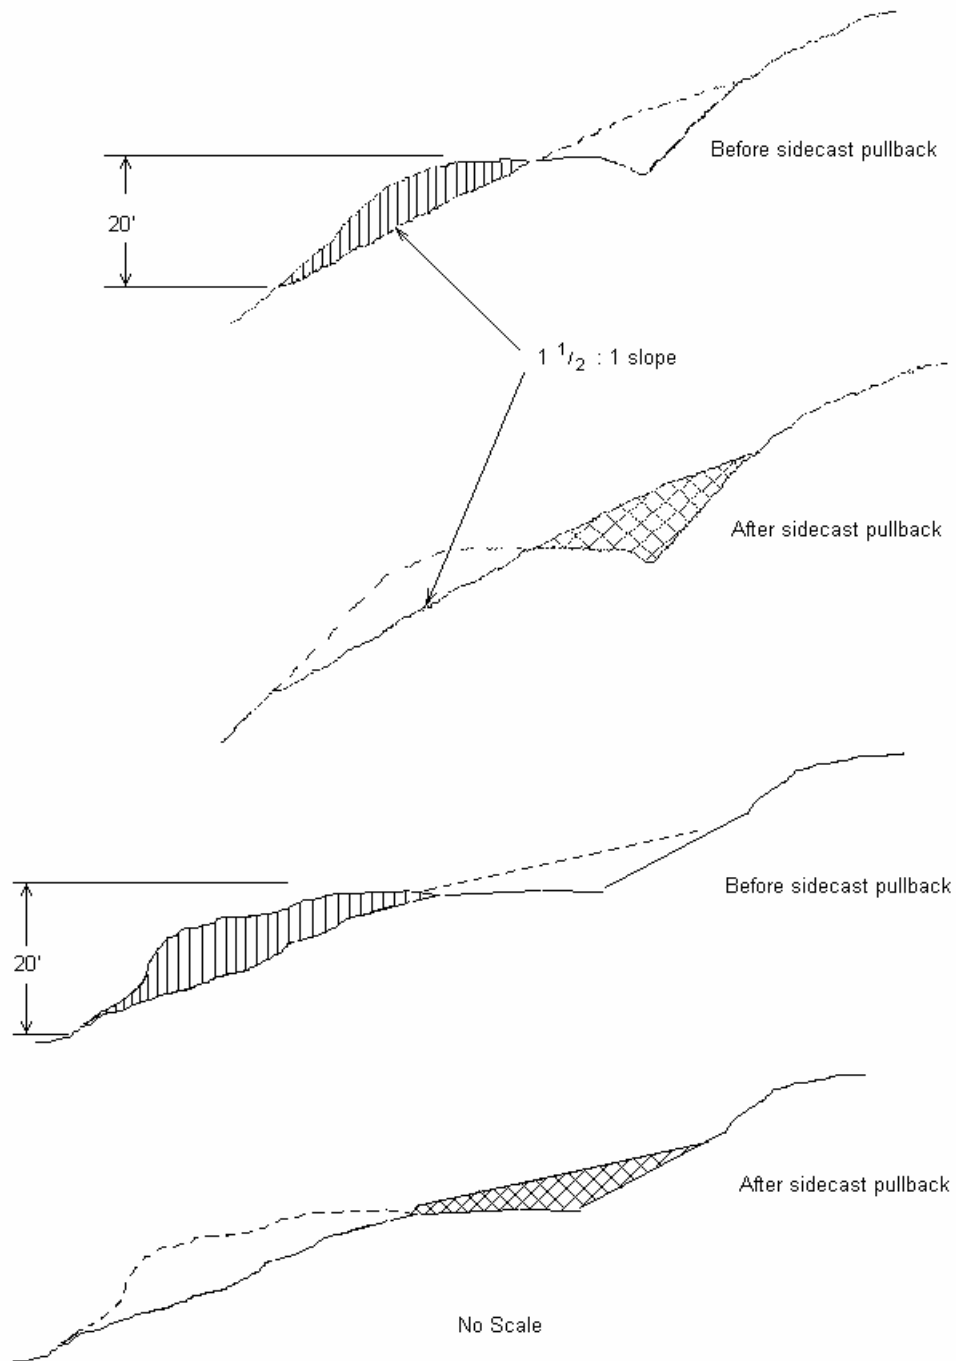 Before sidecast pullback
20'
1 1/2 : 1 slope
After sidecast pullback
Before sidecast pullback
20'
After sidecast pullback
No Scale